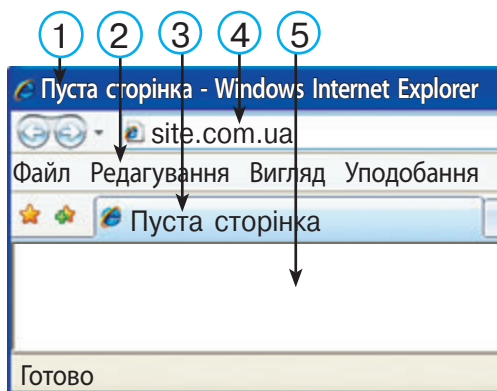 1 2 3 4 5
Пуста сторінка - Windows Internet Explorer
site.com.ua
Файл Редагування Вигляд Уподобання
Пуста сторінка
Готово